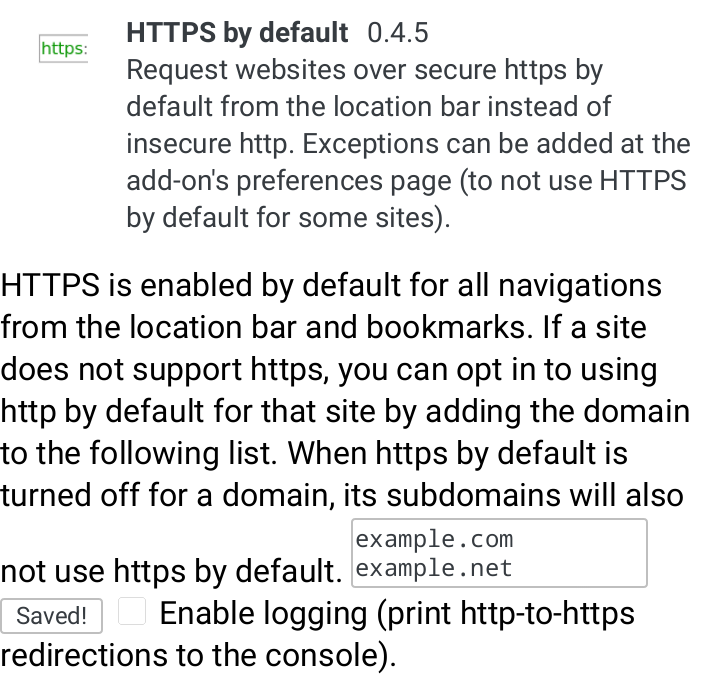 https:
HTTPS by default 0.4.5
Request websites over secure https by
default from the location bar instead of
insecure http. Exceptions can be added at the
add-on's preferences page (to not use HTTPS
by default for some sites).
HTTPS is enabled by default for all navigations
from the location bar and bookmarks. If a site
does not support https, you can opt in to using
http by default for that site by adding the domain
to the following list. When https by default is
turned off for a domain, its subdomains will also
not use https by default.
example.com
example.net
Saved! Enable logging (print http-to-https
redirections to the console).